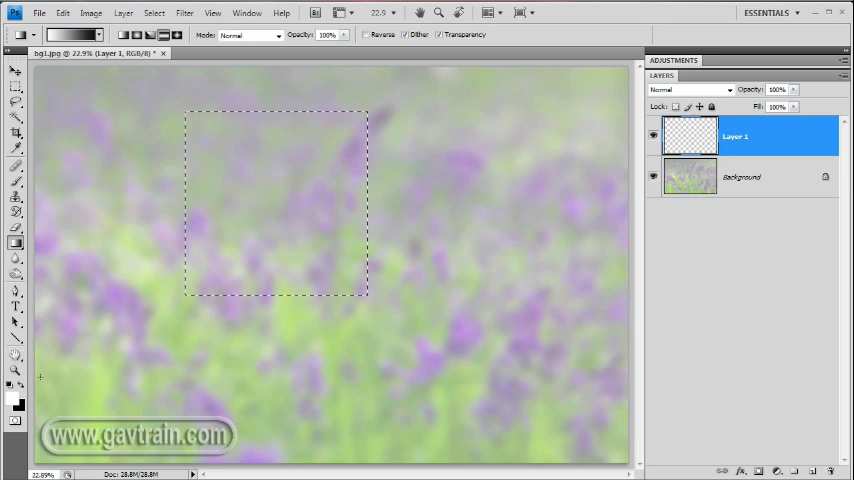 Ps File Edit Image Layer Select Filter View Window Help Br 22.9 ESSENTIALS
Mode: Normal Opacity: 100% Reverse Dither Transparency
bg1.jpg @ 22.9% (Layer 1, RGB/8) *
ADJUSTMENTS
LAYERS
Normal Opacity: 100%
Lock: Fill: 100%
Layer 1
Background
T
www.gavtrain.com
22.89% Doc: 28.8M/28.8M